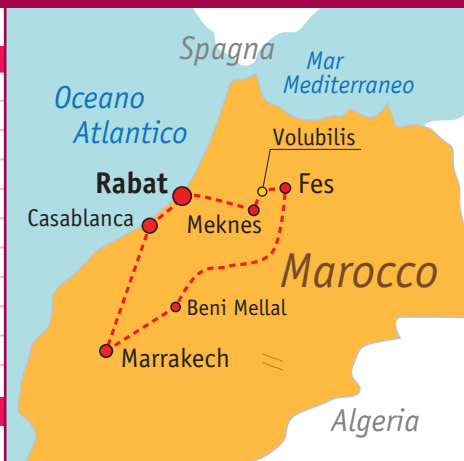 Spagna
Mar
Mediterraneo
Oceano
Atlantico
Volubilis
Rabat
Fes
Casablanca
Meknes
Marocco
Beni Mellal
Marrakech
Algeria